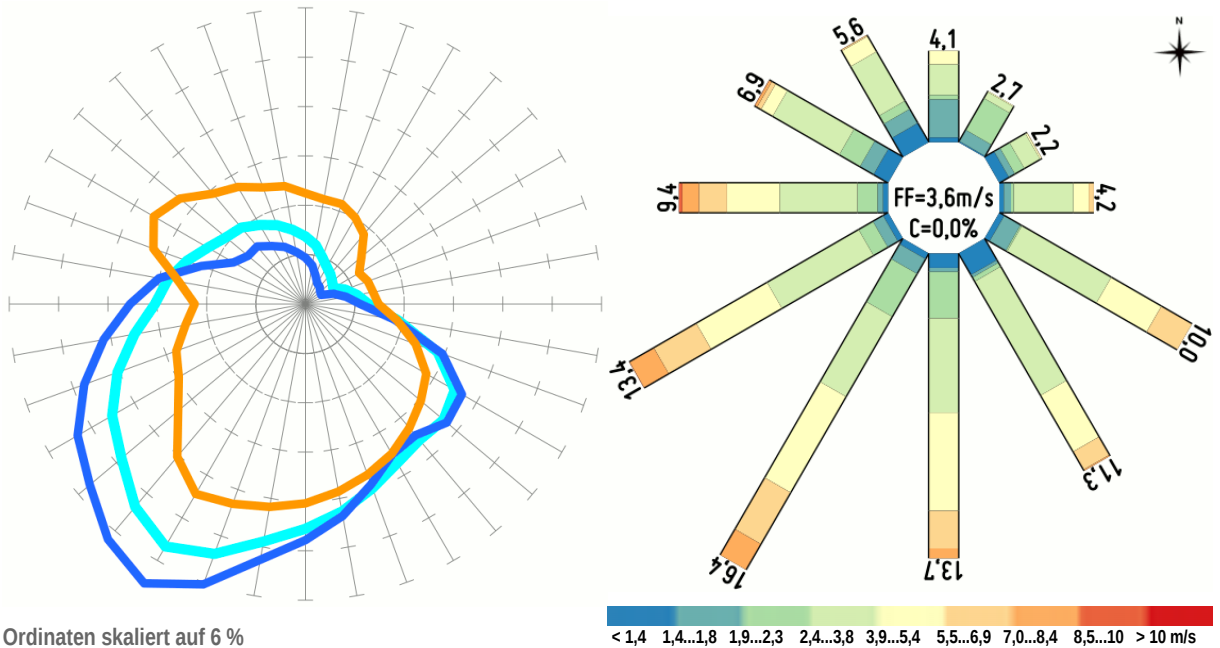 N
5,6
4,1
2,7
6,9
2,2
9,4
FF=3,6m/s
C=0,0%
4,2
10,0
13,4
11,3
16,4
13,7
Ordinaten skaliert auf 6 %
< 1,4 1,4...1,8 1,9...2,3 2,4...3,8 3,9...5,4 5,5...6,9 7,0...8,4 8,5...10 > 10 m/s